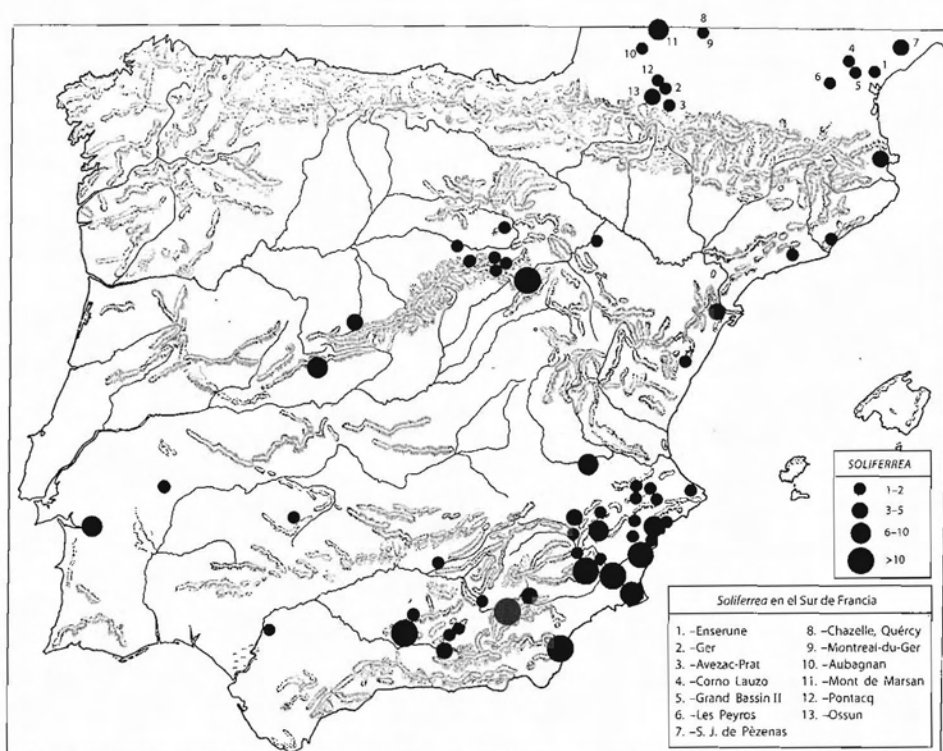 8
11
9
10
7
4
1
5
6
12
2
13
3
SOLIFERREA
1–2
3–5
6–10
>10
Soliferrea en el Sur de Francia
1. –Enserune
2. –Ger
3. –Avezac-Prat
4. –Corno Lauzo
5. –Grand Bassin II
6. –Les Peyros
7. –S. J. de Pèzenas
8. –Chazelle, Quércy
9. –Montreal-du-Ger
10. –Aubagnan
11. –Mont de Marsan
12. –Pontacq
13. –Ossun